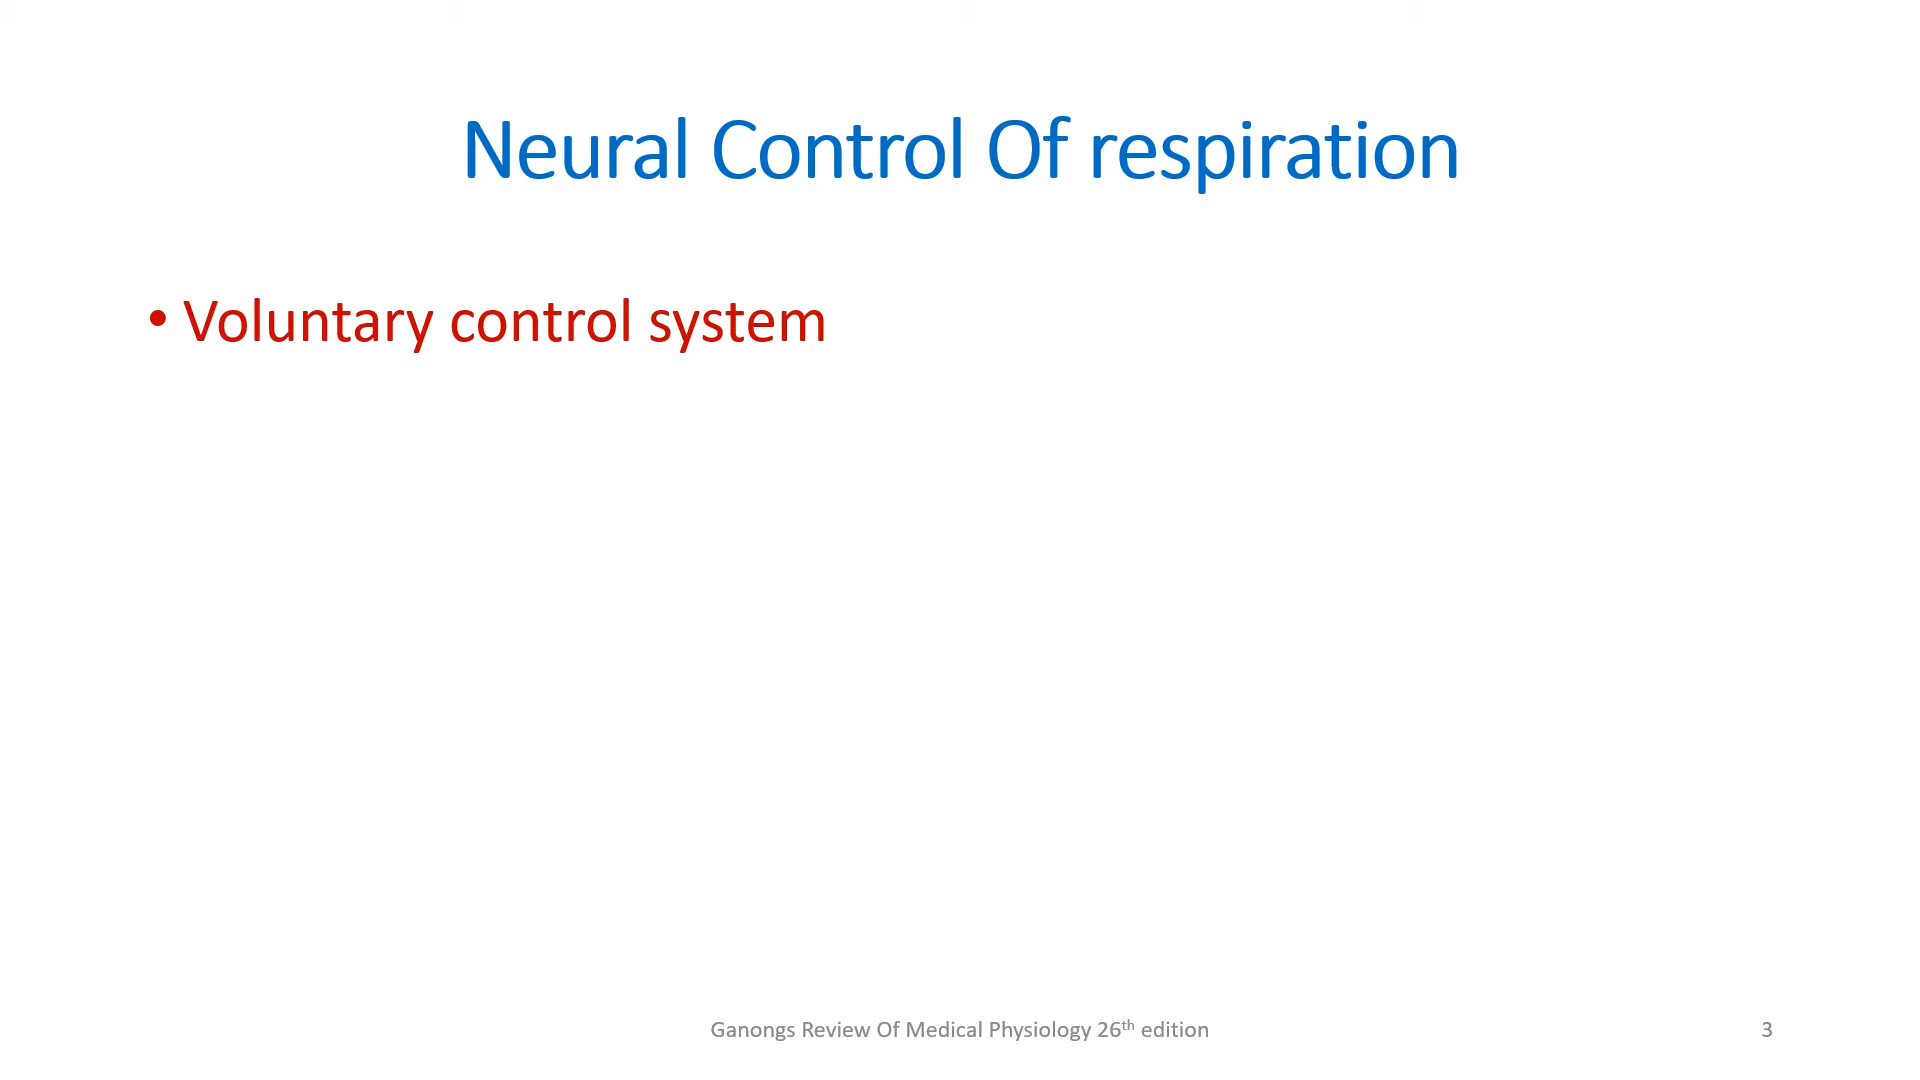 Neural Control Of respiration
• Voluntary control system
Ganongs Review Of Medical Physiology 26th edition
3